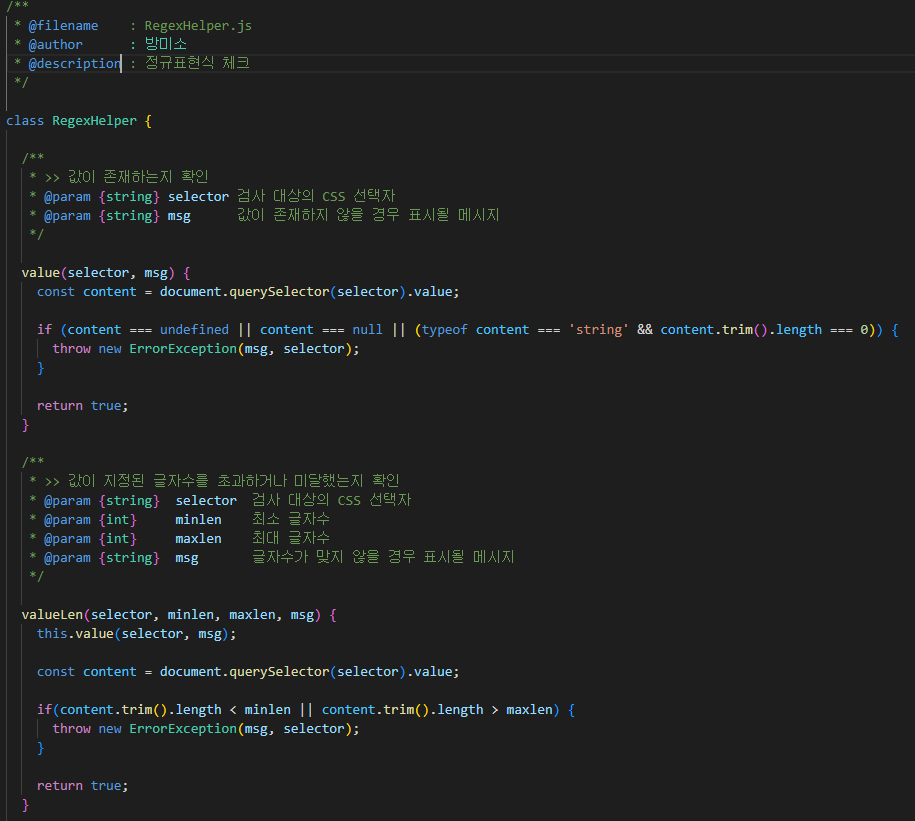 /**
 * @filename    : RegexHelper.js
 * @author      : 방미소
 * @description : 정규표현식 체크
 */
class RegexHelper {
  /**
   * >> 값이 존재하는지 확인
   * @param {string} selector 검사 대상의 CSS 선택자
   * @param {string} msg      값이 존재하지 않을 경우 표시될 메시지
   */
  value(selector, msg) {
    const content = document.querySelector(selector).value;
    if (content === undefined || content === null || (typeof content === 'string' && content.trim().length === 0)) {
      throw new ErrorException(msg, selector);
    }
    return true;
  }
  /**
   * >> 값이 지정된 글자수를 초과하거나 미달했는지 확인
   * @param {string}  selector  검사 대상의 CSS 선택자
   * @param {int}     minlen    최소 글자수
   * @param {int}     maxlen    최대 글자수
   * @param {string}  msg       글자수가 맞지 않을 경우 표시될 메시지
   */
  valueLen(selector, minlen, maxlen, msg) {
    this.value(selector, msg);
    const content = document.querySelector(selector).value;
    if(content.trim().length < minlen || content.trim().length > maxlen) {
      throw new ErrorException(msg, selector);
    }
    return true;
  }